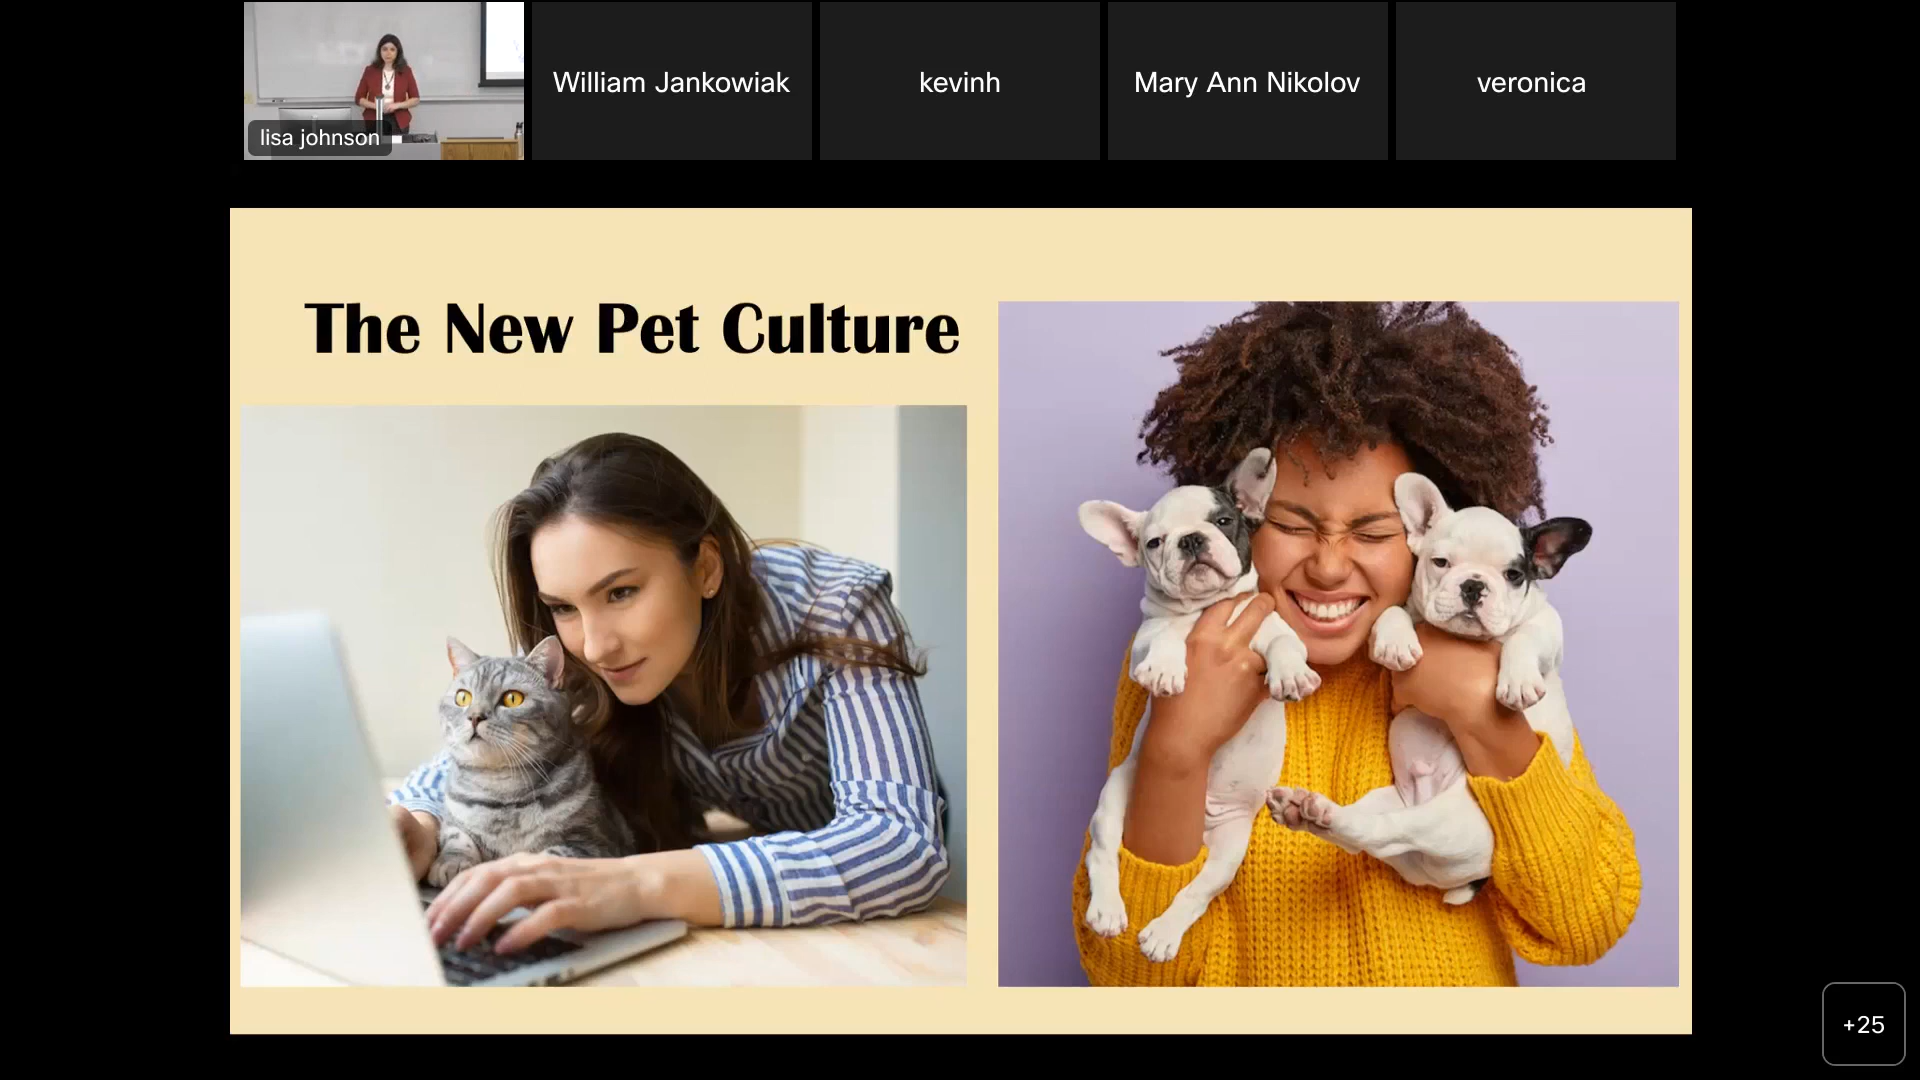 lisa johnson
William Jankowiak
kevinh
Mary Ann Nikolov
veronica
The New Pet Culture
+25